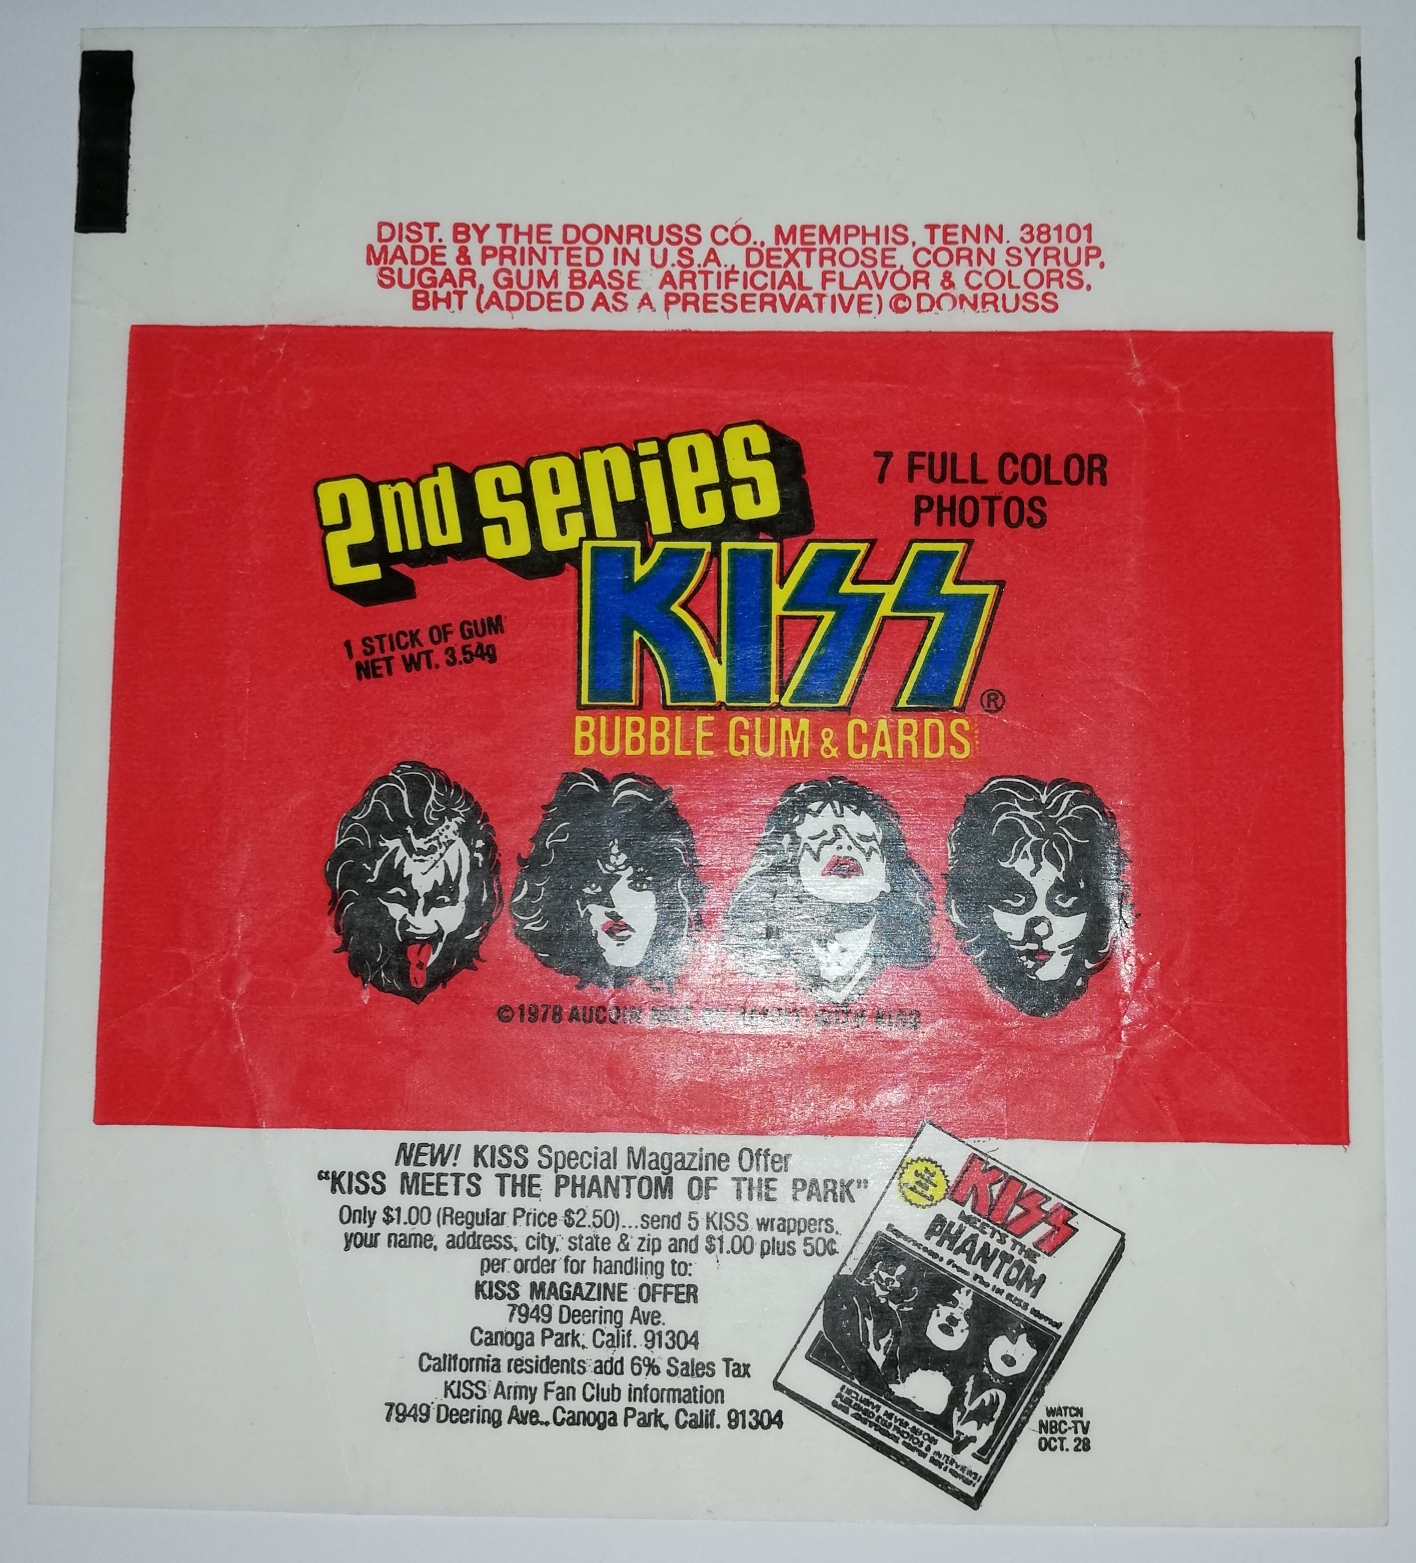 DIST. BY THE DONRUSS CO., MEMPHIS, TENN. 38101
MADE & PRINTED IN U.S.A., DEXTROSE, CORN SYRUP,
SUGAR, GUM BASE ARTIFICIAL FLAVOR & COLORS,
BHT (ADDED AS A PRESERVATIVE) © DONRUSS
2nd series
7 FULL COLOR
PHOTOS
KISS®
1 STICK OF GUM
NET WT. 3.54g
BUBBLE GUM & CARDS
©1978 AUCOIN
NEW! KISS Special Magazine Offer
"KISS MEETS THE PHANTOM OF THE PARK"
Only $1.00 (Regular Price $2.50)...send 5 KISS wrappers,
your name, address, city, state & zip and $1.00 plus 50¢
per order for handling to:
KISS MAGAZINE OFFER
7949 Deering Ave.
Canoga Park, Calif. 91304
California residents add 6% Sales Tax
KISS Army Fan Club information
7949 Deering Ave., Canoga Park, Calif. 91304
KISS
MEETS THE
PHANTOM
WATCH
NBC-TV
OCT. 28